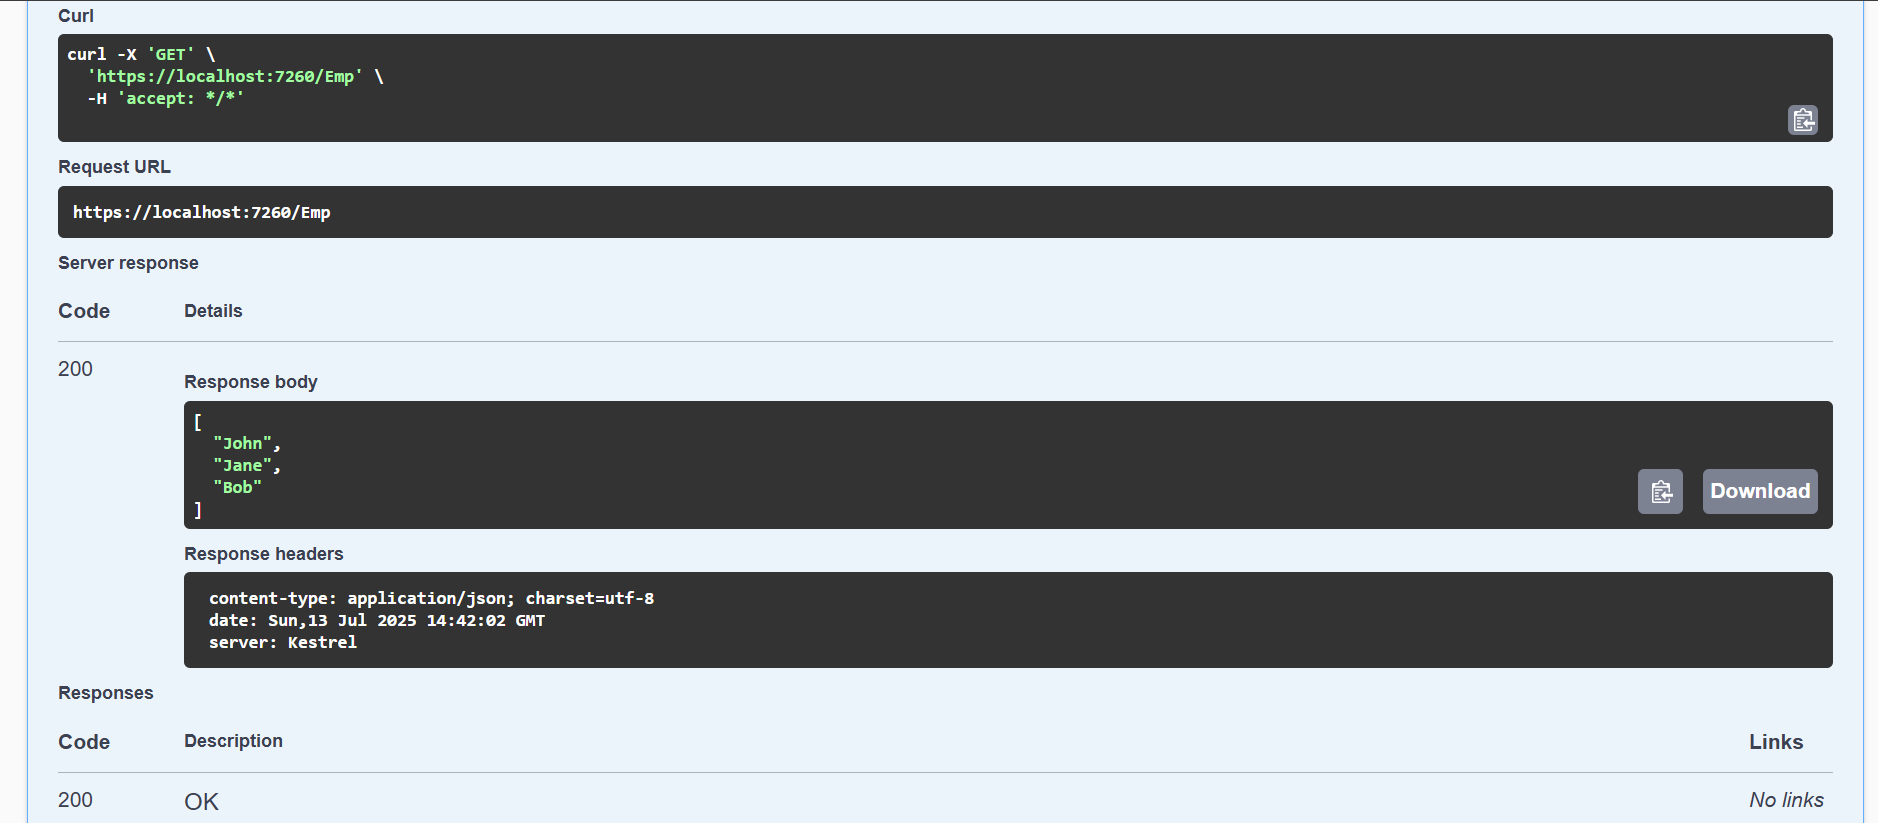 Curl
curl -X 'GET' \
  'https://localhost:7260/Emp' \
  -H 'accept: */*'
Request URL
https://localhost:7260/Emp
Server response
Code Details
200
Response body
[
  "John",
  "Jane",
  "Bob"
]
Download
Response headers
content-type: application/json; charset=utf-8
date: Sun,13 Jul 2025 14:42:02 GMT
server: Kestrel
Responses
Code Description Links
200 OK No links